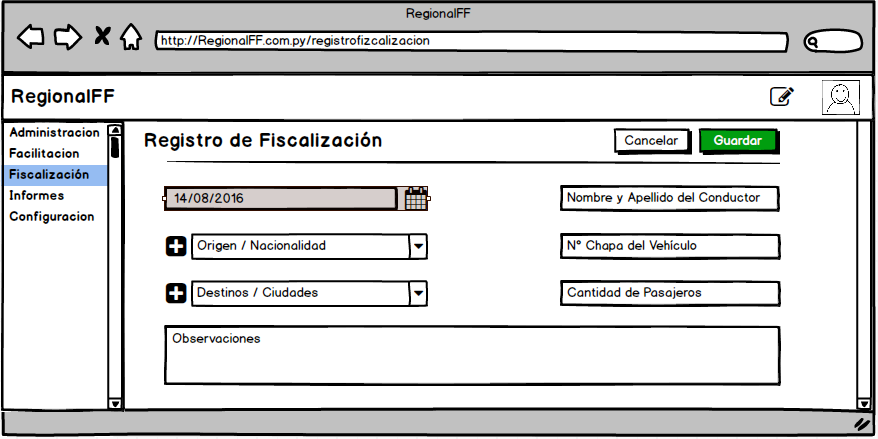 RegionalFF
http://RegionalFF.com.py/registrofizcalizacion
RegionalFF
Administracion
Facilitacion
Fiscalización
Informes
Configuracion
Registro de Fiscalización
Cancelar
Guardar
14/08/2016
Nombre y Apellido del Conductor
Origen / Nacionalidad
N° Chapa del Vehículo
Destinos / Ciudades
Cantidad de Pasajeros
Observaciones